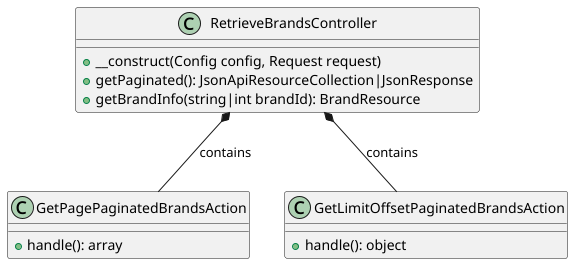 C RetrieveBrandsController
__construct(Config config, Request request)
getPaginated(): JsonApiResourceCollection|JsonResponse
getBrandInfo(string|int brandId): BrandResource
contains
contains
C GetPagePaginatedBrandsAction
handle(): array
C GetLimitOffsetPaginatedBrandsAction
handle(): object